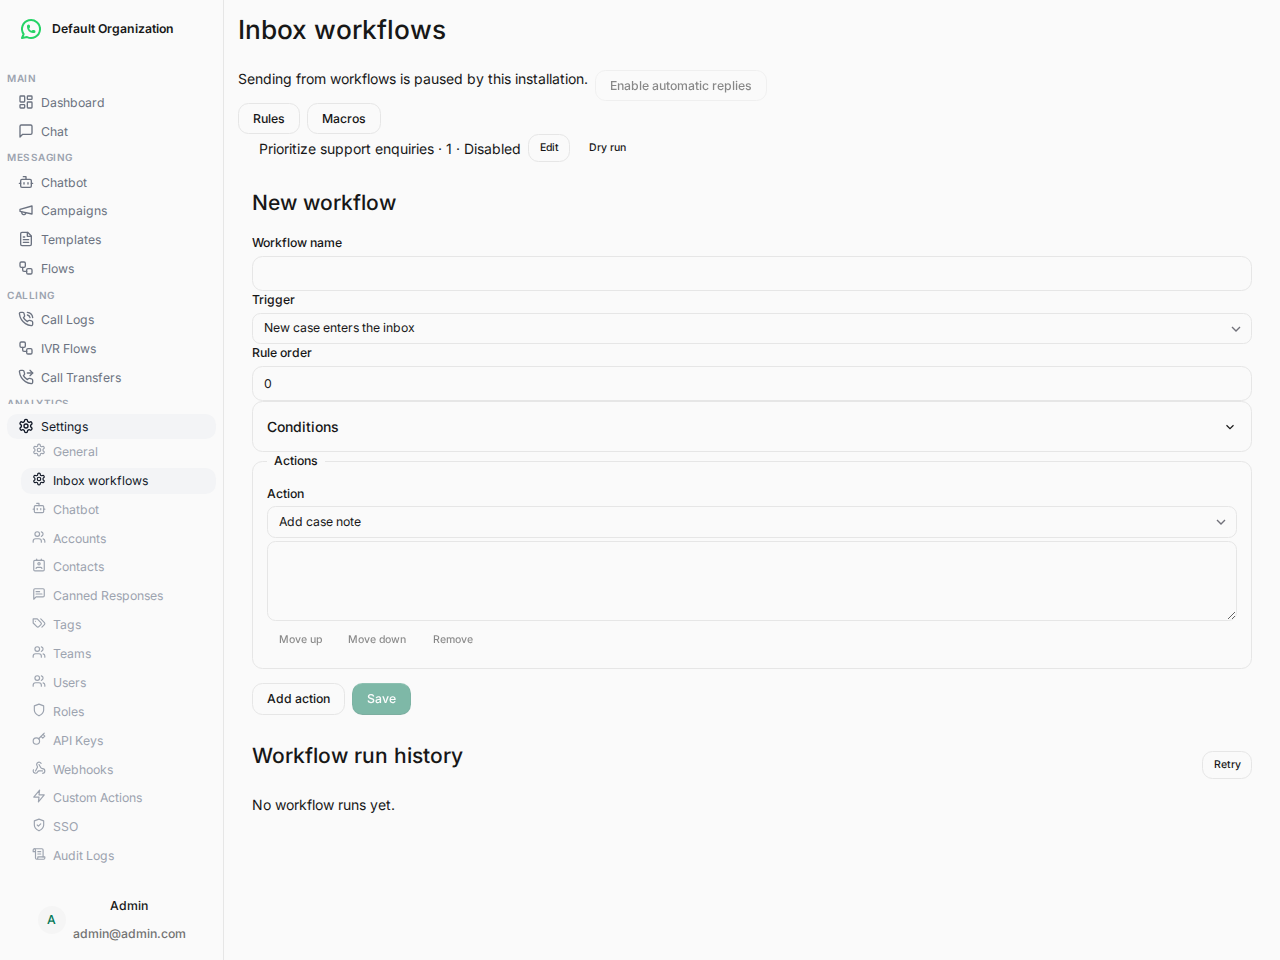 Default Organization
MAIN
Dashboard
Chat
MESSAGING
Chatbot
Campaigns
Templates
Flows
CALLING
Call Logs
IVR Flows
Call Transfers
ANALYTICS
Settings
General
Inbox workflows
Chatbot
Accounts
Contacts
Canned Responses
Tags
Teams
Users
Roles
API Keys
Webhooks
Custom Actions
SSO
Audit Logs
A
Admin
admin@admin.com
Inbox workflows
Sending from workflows is paused by this installation. Enable automatic replies
Rules Macros
Prioritize support enquiries · 1 · Disabled Edit Dry run
New workflow
Workflow name
Trigger
New case enters the inbox
Rule order
0
Conditions
Actions
Action
Add case note
Move up Move down Remove
Add action Save
Workflow run history
Retry
No workflow runs yet.